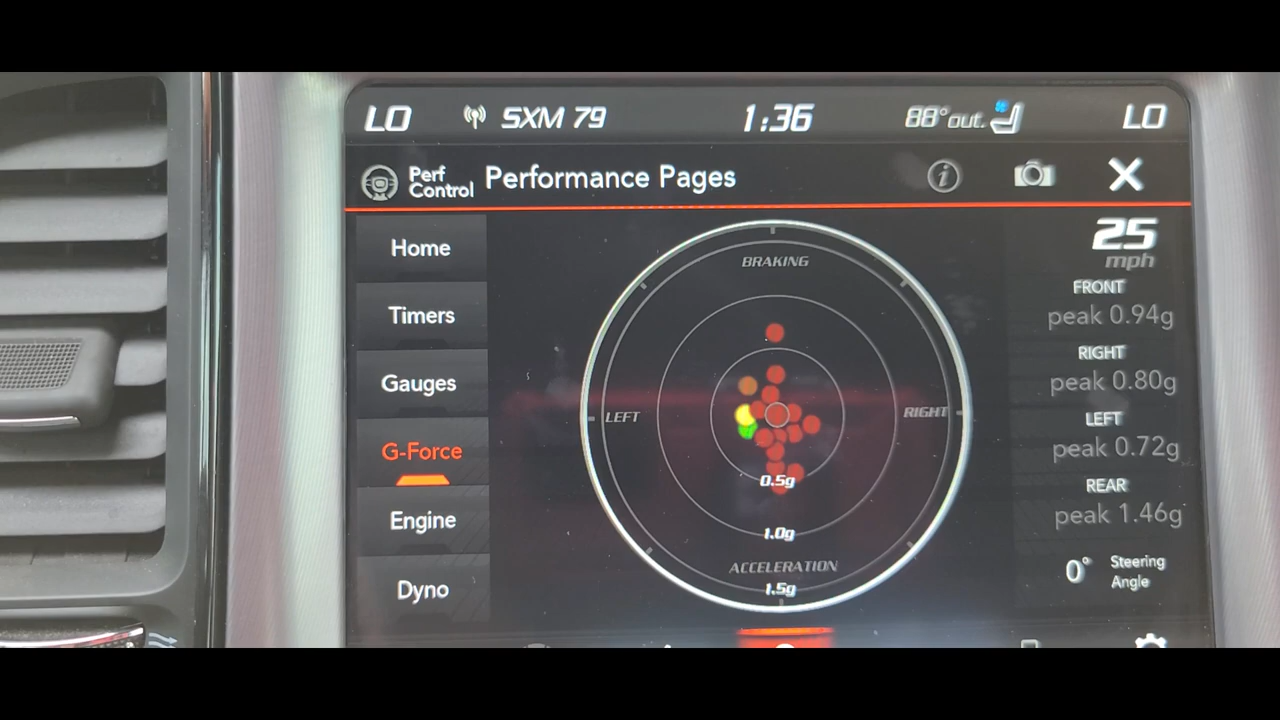 LO SXM 79 1:36 88° out. LO
Perf
Control
Performance Pages
i
Home
Timers
Gauges
G-Force
Engine
Dyno
BRAKING
LEFT
RIGHT
0.5g
1.0g
ACCELERATION
1.5g
25
mph
FRONT
peak 0.94g
RIGHT
peak 0.80g
LEFT
peak 0.72g
REAR
peak 1.46g
0° Steering
Angle